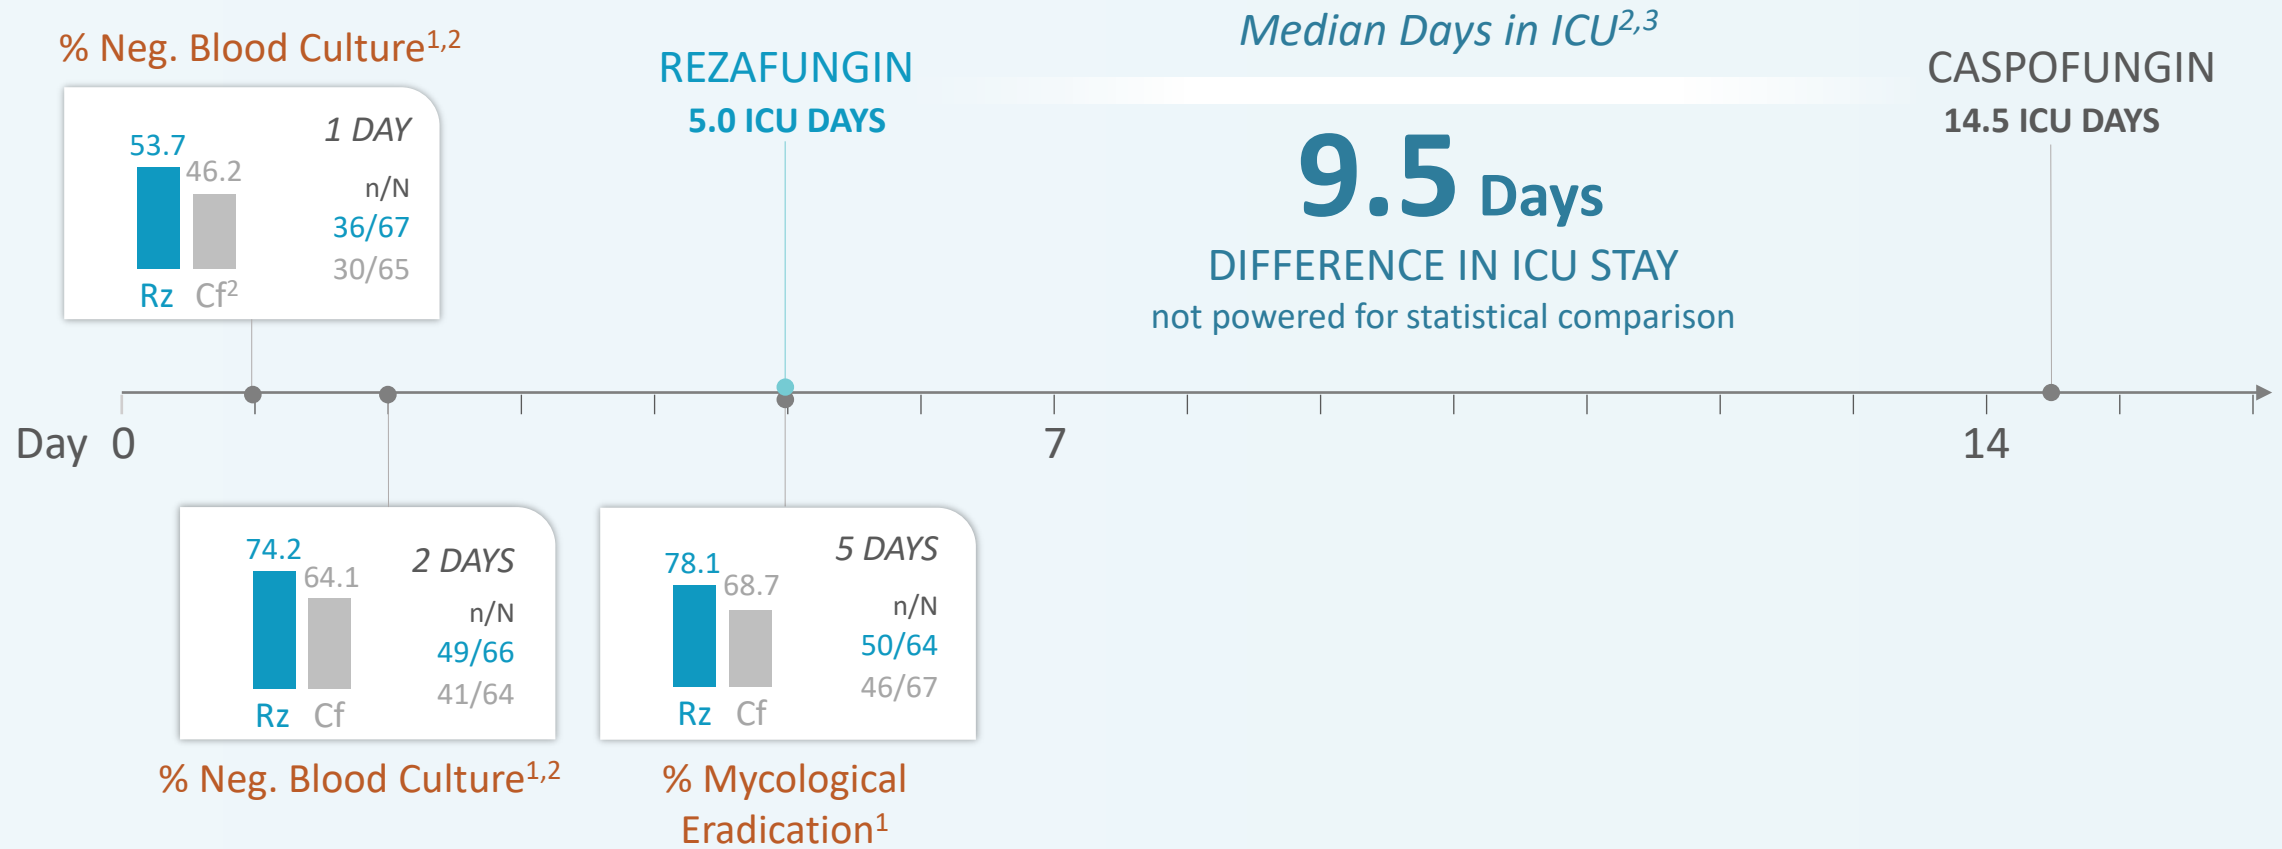 % Neg. Blood Culture1,2
1 DAY
53.7
46.2
n/N
36/67
30/65
Rz Cf2
REZAFUNGIN
5.0 ICU DAYS
Median Days in ICU2,3
9.5 Days
DIFFERENCE IN ICU STAY
not powered for statistical comparison
CASPOFUNGIN
14.5 ICU DAYS
Day 0 7 14
2 DAYS
74.2
64.1
n/N
49/66
41/64
Rz Cf
% Neg. Blood Culture1,2
5 DAYS
78.1
68.7
n/N
50/64
46/67
Rz Cf
% Mycological
Eradication1